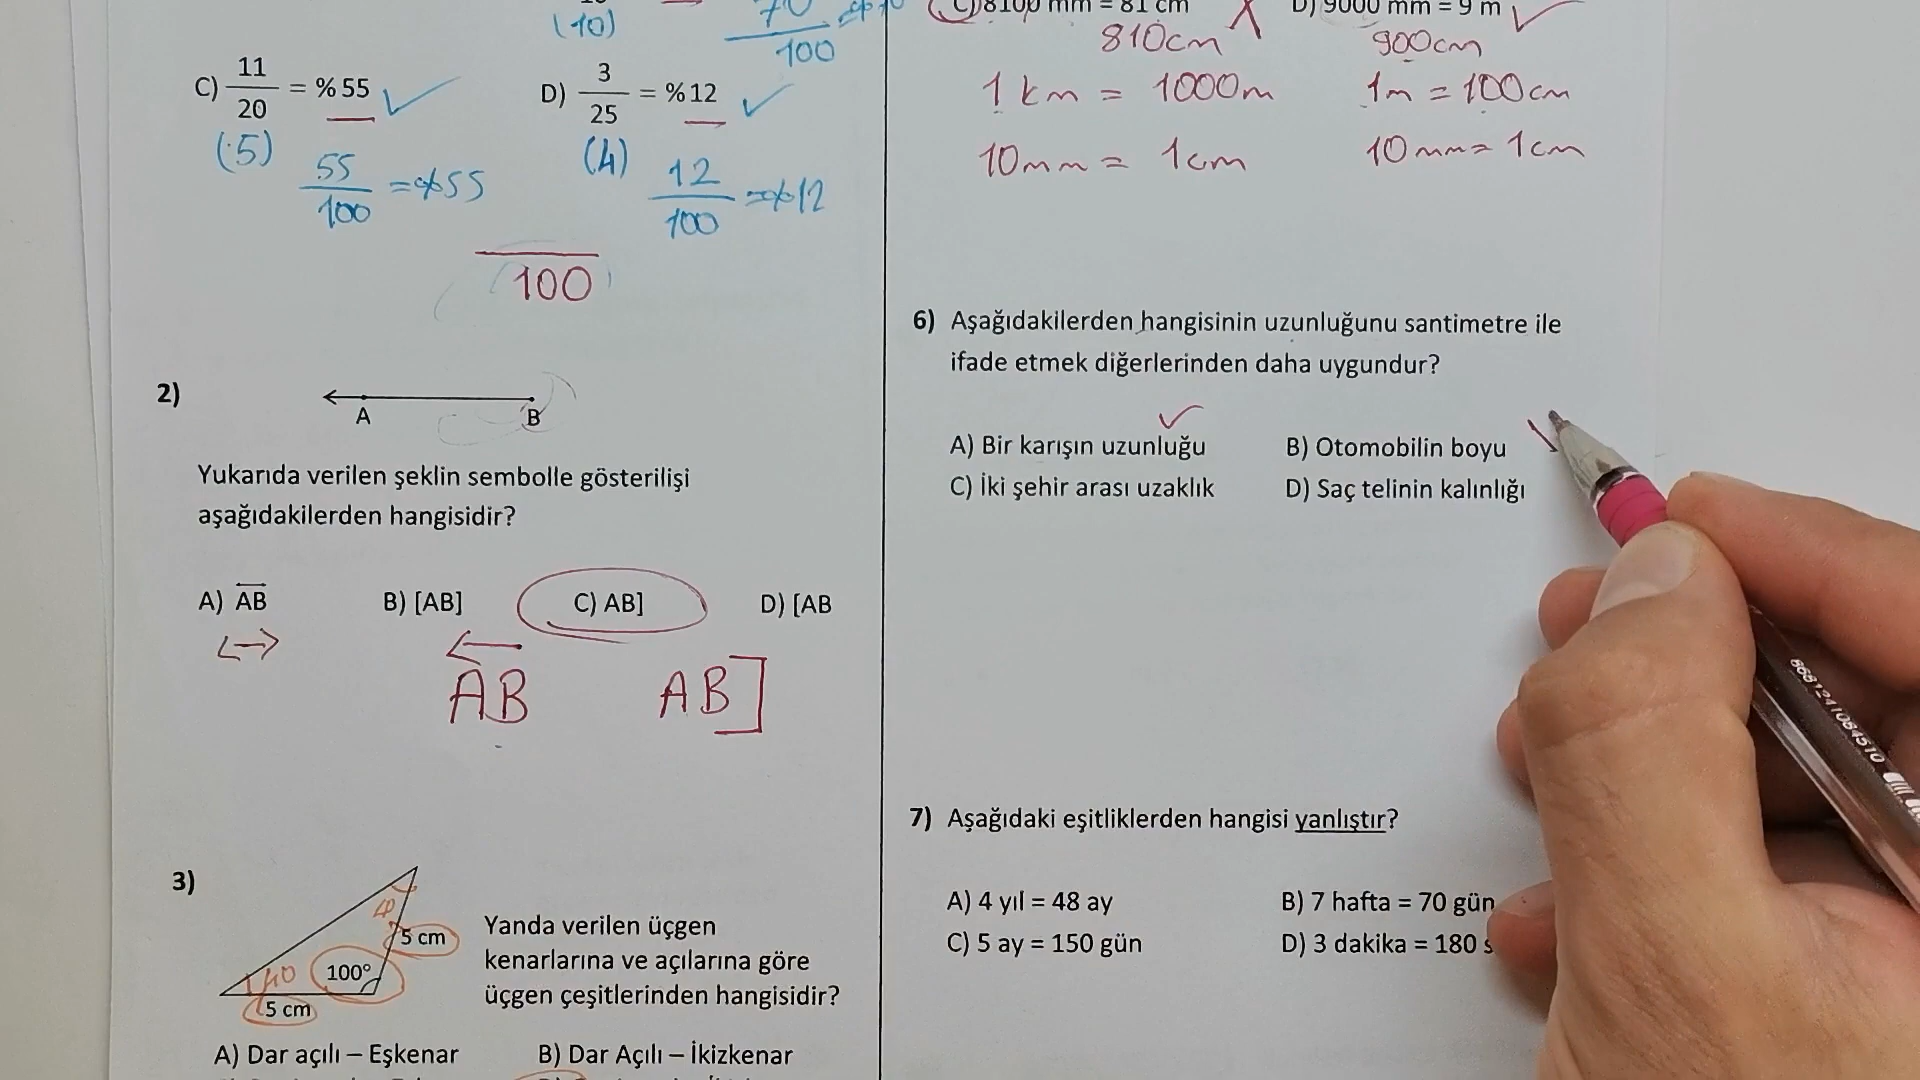 (10)
70
100
C) 11/20 = %55
(5)
55/100 = %55
D) 3/25 = %12
(4)
12/100 = %12
100
2)
A B
Yukarıda verilen şeklin sembolle gösterilişi
aşağıdakilerden hangisidir?
A) AB B) [AB] C) AB] D) [AB
AB AB]
3)
40
5 cm
40 100°
5 cm
Yanda verilen üçgen
kenarlarına ve açılarına göre
üçgen çeşitlerinden hangisidir?
A) Dar açılı – Eşkenar B) Dar Açılı – İkizkenar
C) 8100 mm = 81 cm D) 9000 mm = 9 m
810cm X 900cm
1 km = 1000m 1m = 100cm
10mm = 1cm 10mm = 1cm
6) Aşağıdakilerden hangisinin uzunluğunu santimetre ile
ifade etmek diğerlerinden daha uygundur?
A) Bir karışın uzunluğu B) Otomobilin boyu
C) İki şehir arası uzaklık D) Saç telinin kalınlığı
7) Aşağıdaki eşitliklerden hangisi yanlıştır?
A) 4 yıl = 48 ay B) 7 hafta = 70 gün
C) 5 ay = 150 gün D) 3 dakika = 180 s
8681241084510